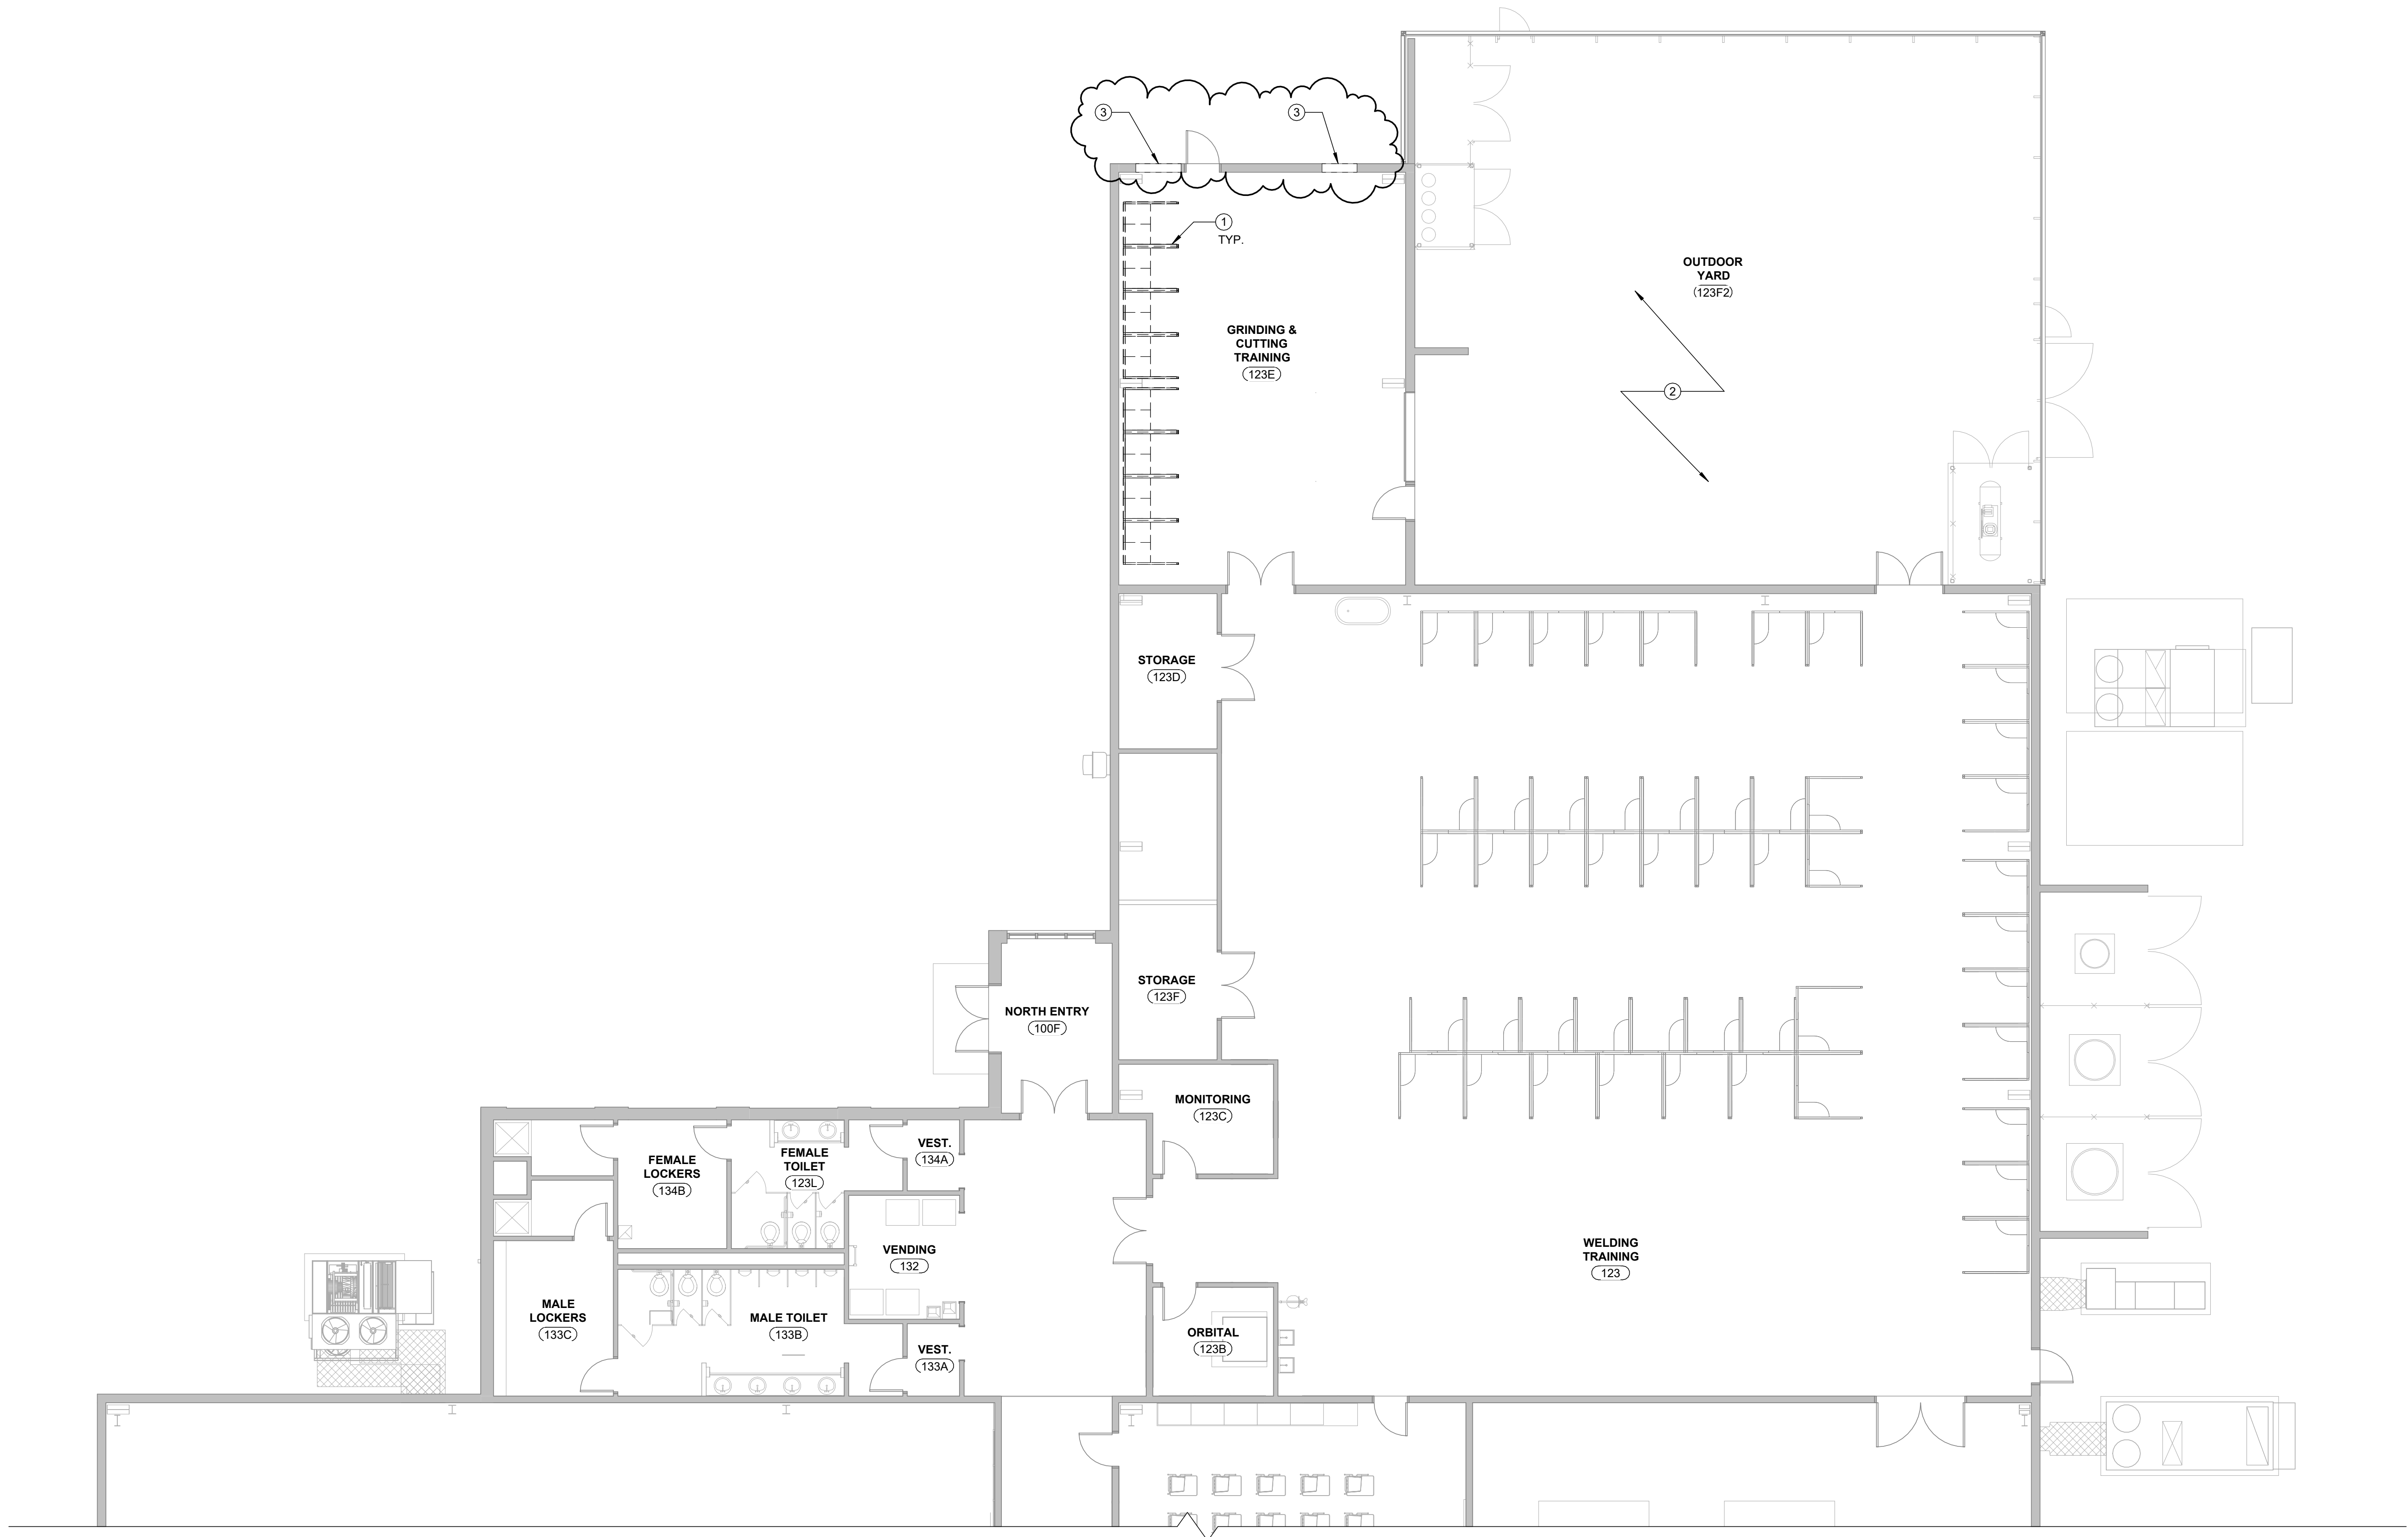 3
3
1
TYP.
OUTDOOR
YARD
(123F2)
GRINDING &
CUTTING
TRAINING
123E
2
STORAGE
123D
STORAGE
123F
NORTH ENTRY
100F
MONITORING
123C
VEST.
134A
FEMALE
TOILET
123L
FEMALE
LOCKERS
134B
VENDING
132
WELDING
TRAINING
123
MALE
LOCKERS
133C
MALE TOILET
133B
ORBITAL
123B
VEST.
133A